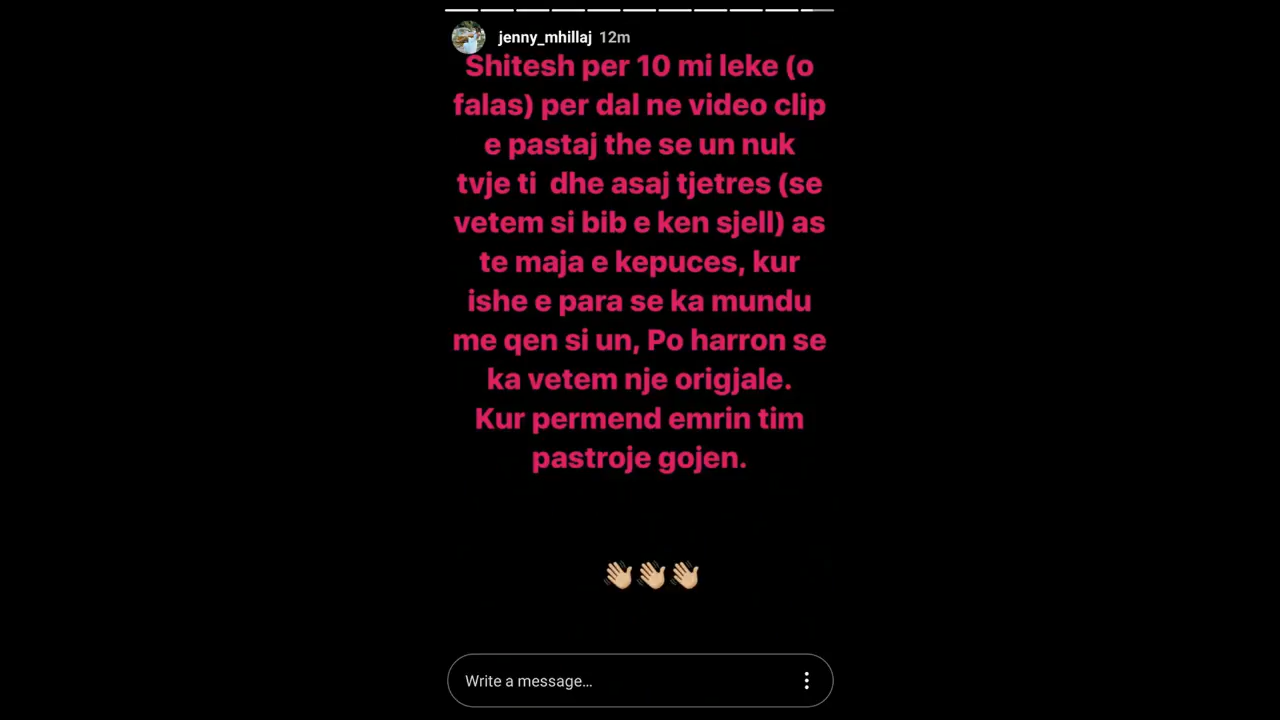 jenny_mhillaj 12m
Shitesh per 10 mi leke (o
falas) per dal ne video clip
e pastaj the se un nuk
tvje ti  dhe asaj tjetres (se
vetem si bib e ken sjell) as
te maja e kepuces, kur
ishe e para se ka mundu
me qen si un, Po harron se
ka vetem nje origjale.
Kur permend emrin tim
pastroje gojen.
👋🏼👋🏼👋🏼
Write a message...